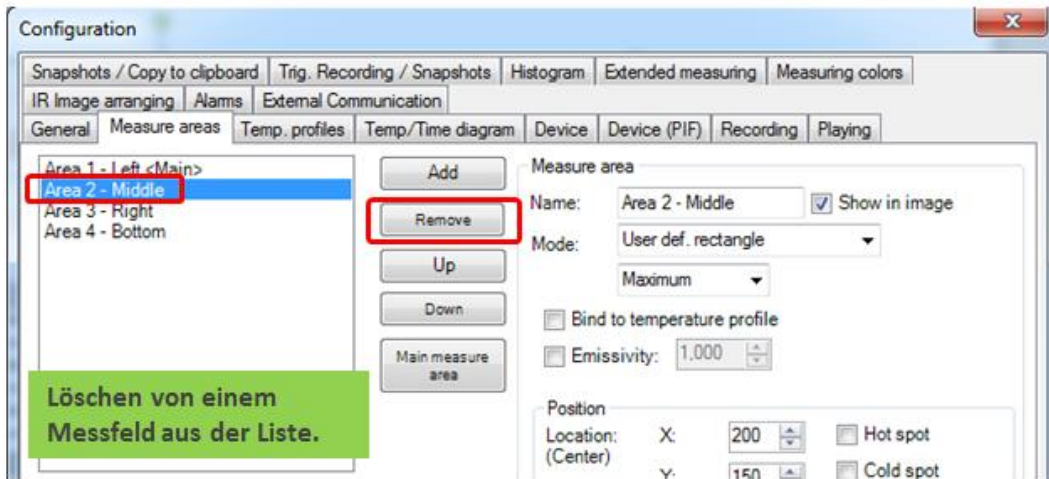 Configuration
Snapshots / Copy to clipboard Trig. Recording / Snapshots Histogram Extended measuring Measuring colors
IR Image arranging Alarms External Communication
General Measure areas Temp. profiles Temp/Time diagram Device Device (PIF) Recording Playing
Area 1 - Left <Main>
Area 2 - Middle
Area 3 - Right
Area 4 - Bottom
Add
Remove
Up
Down
Main measure
area
Measure area
Name: Area 2 - Middle Show in image
Mode: User def. rectangle
Maximum
Bind to temperature profile
Emissivity: 1,000
Position
Location: X: 200 Hot spot
(Center)
Y: 150 Cold spot
Löschen von einem
Messfeld aus der Liste.